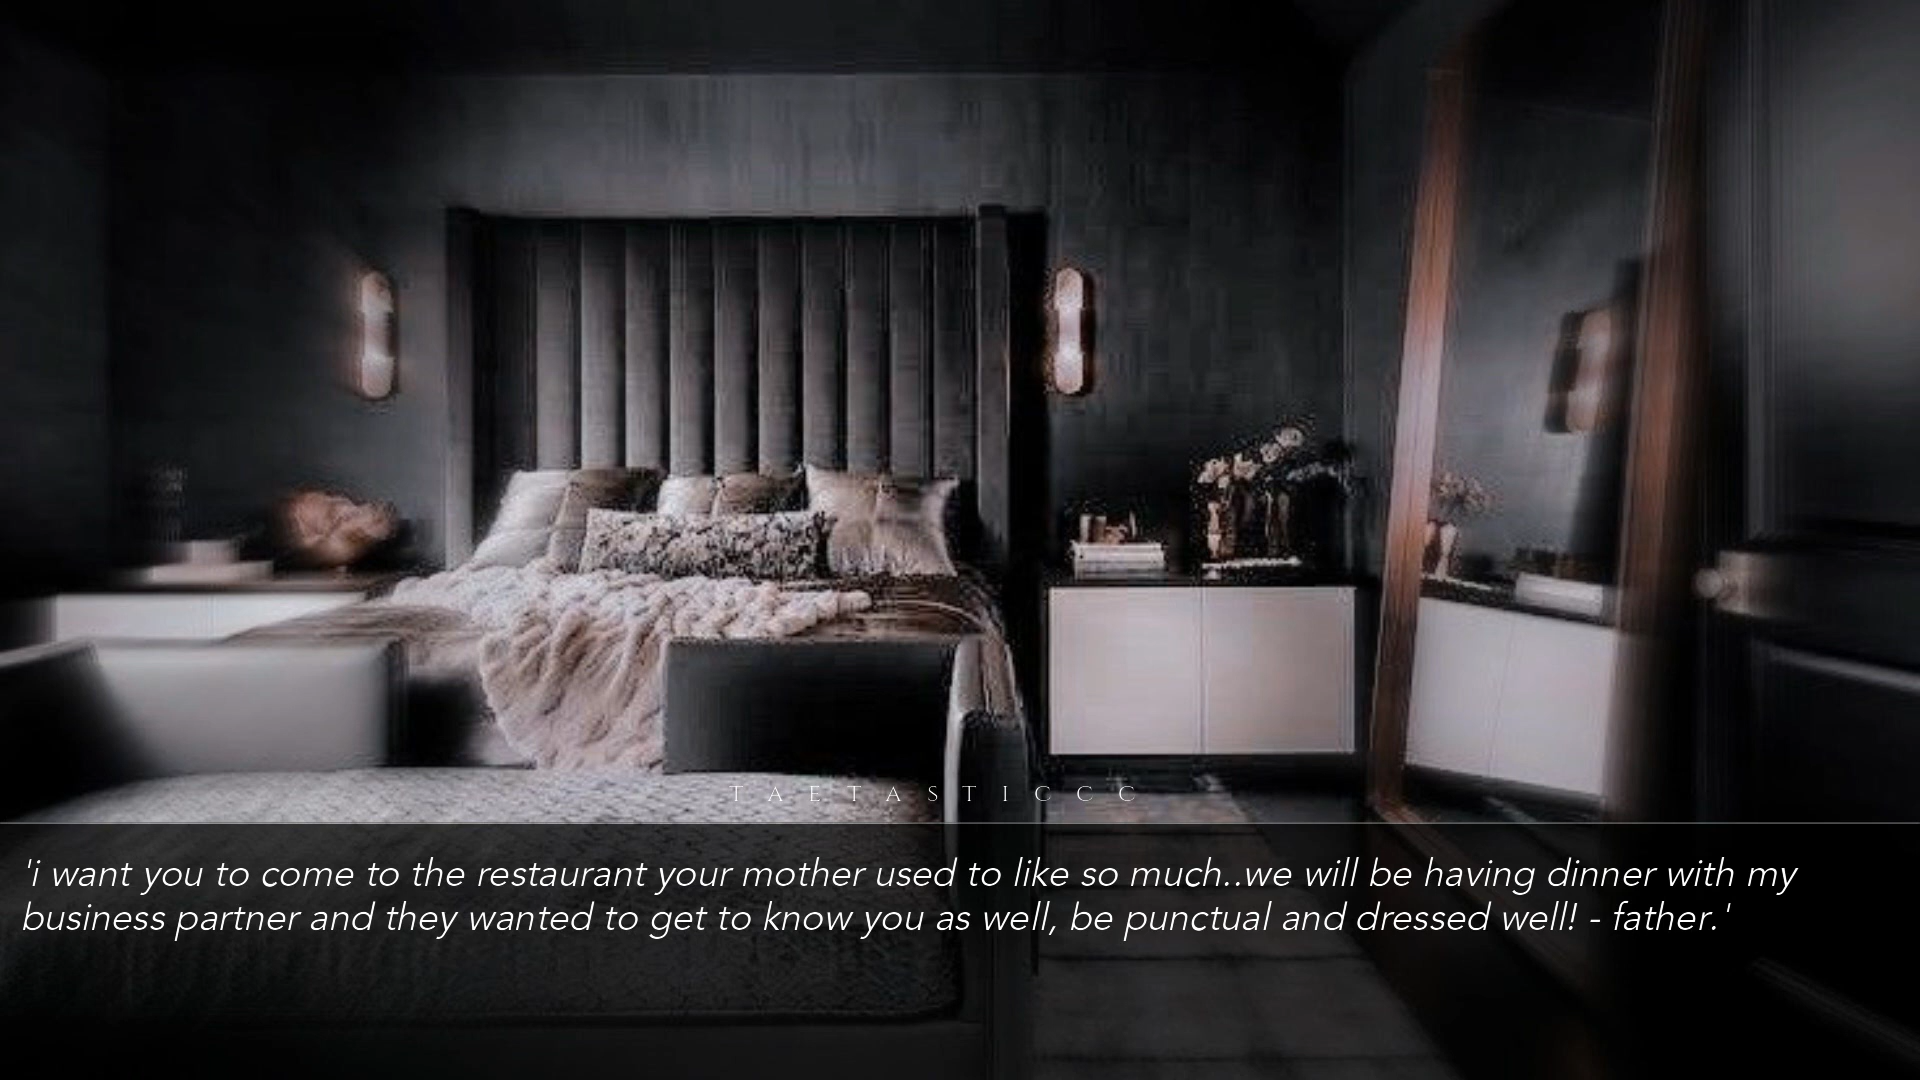 TAETASTICCC
'i want you to come to the restaurant your mother used to like so much..we will be having dinner with my
business partner and they wanted to get to know you as well, be punctual and dressed well! - father.'